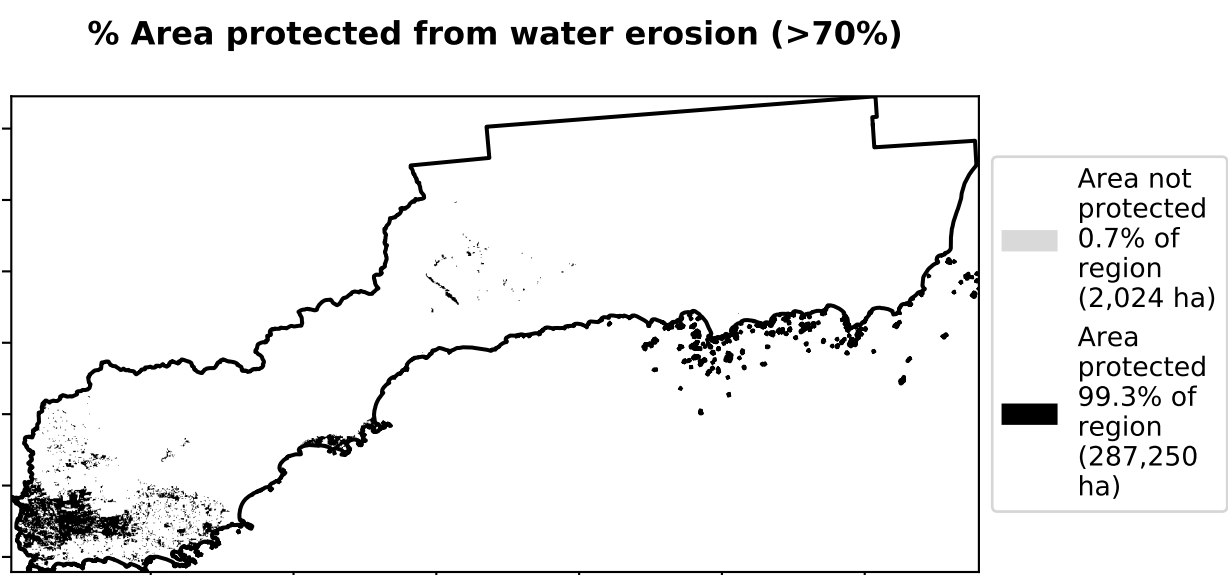 % Area protected from water erosion (>70%)
Area not
protected
0.7% of
region
(2,024 ha)
Area
protected
99.3% of
region
(287,250
ha)